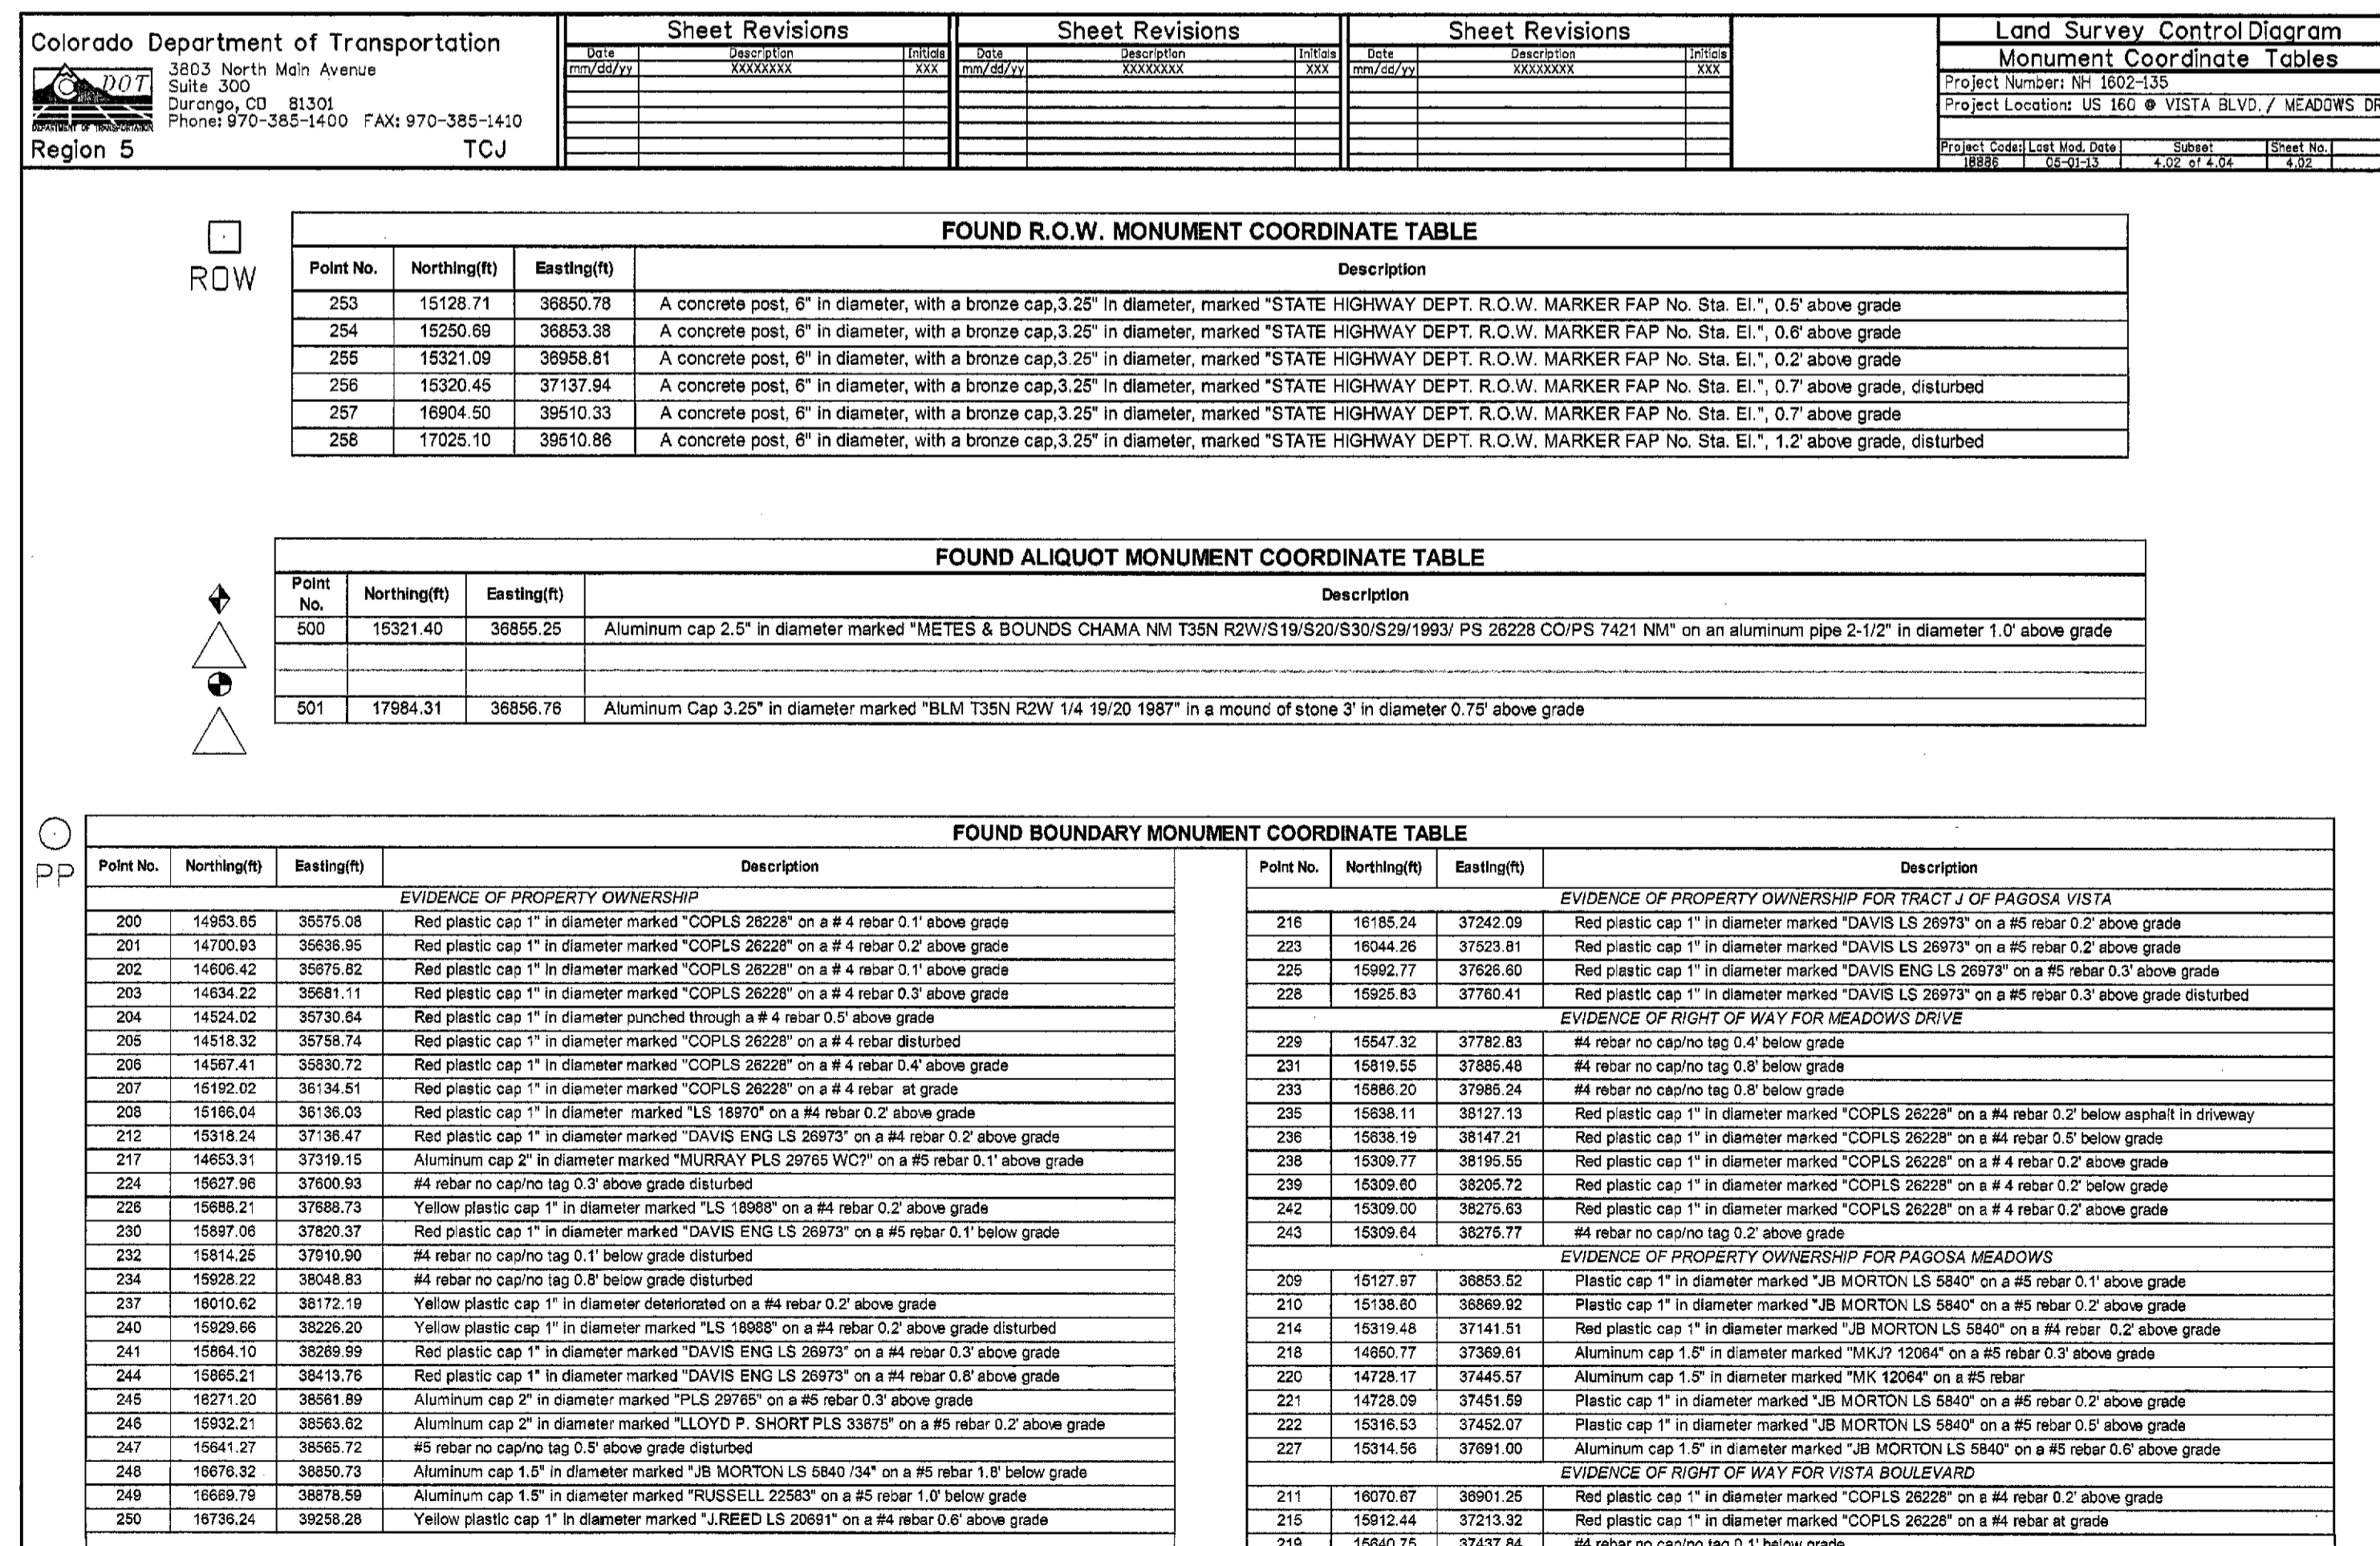 Colorado Department of Transportation
DOT
DEPARTMENT OF TRANSPORTATION
3803 North Main Avenue
Suite 300
Durango, CO 81301
Phone: 970-385-1400 FAX: 970-385-1410
Region 5 TCJ
Sheet Revisions
Date Description Initials
mm/dd/yy XXXXXXXX XXX
Sheet Revisions
Date Description Initials
mm/dd/yy XXXXXXXX XXX
Sheet Revisions
Date Description Initials
mm/dd/yy XXXXXXXX XXX
Land Survey Control Diagram
Monument Coordinate Tables
Project Number: NH 1602-135
Project Location: US 160 @ VISTA BLVD. / MEADOWS DR
Project Code: Last Mod. Date Subset Sheet No.
18886 05-01-13 4.02 of 4.04 4.02
ROW
FOUND R.O.W. MONUMENT COORDINATE TABLE
Point No. Northing(ft) Easting(ft) Description
253 15128.71 36850.78 A concrete post, 6" in diameter, with a bronze cap,3.25" In diameter, marked "STATE HIGHWAY DEPT. R.O.W. MARKER FAP No. Sta. El.", 0.5' above grade
254 15250.69 36853.38 A concrete post, 6" in diameter, with a bronze cap,3.25" in diameter, marked "STATE HIGHWAY DEPT. R.O.W. MARKER FAP No. Sta. El.", 0.6' above grade
255 15321.09 36958.81 A concrete post, 6" in diameter, with a bronze cap,3.25" in diameter, marked "STATE HIGHWAY DEPT. R.O.W. MARKER FAP No. Sta. El.", 0.2' above grade
256 15320.45 37137.94 A concrete post, 6" in diameter, with a bronze cap,3.25" In diameter, marked "STATE HIGHWAY DEPT. R.O.W. MARKER FAP No. Sta. El.", 0.7' above grade, disturbed
257 16904.50 39510.33 A concrete post, 6" in diameter, with a bronze cap,3.25" in diameter, marked "STATE HIGHWAY DEPT. R.O.W. MARKER FAP No. Sta. El.", 0.7' above grade
258 17025.10 39510.86 A concrete post, 6" in diameter, with a bronze cap,3.25" in diameter, marked "STATE HIGHWAY DEPT. R.O.W. MARKER FAP No. Sta. El.", 1.2' above grade, disturbed
FOUND ALIQUOT MONUMENT COORDINATE TABLE
Point No. Northing(ft) Easting(ft) Description
500 15321.40 36855.25 Aluminum cap 2.5" in diameter marked "METES & BOUNDS CHAMA NM T35N R2W/S19/S20/S30/S29/1993/ PS 26228 CO/PS 7421 NM" on an aluminum pipe 2-1/2" in diameter 1.0' above grade
501 17984.31 36856.76 Aluminum Cap 3.25" in diameter marked "BLM T35N R2W 1/4 19/20 1987" in a mound of stone 3' in diameter 0.75' above grade
PP
FOUND BOUNDARY MONUMENT COORDINATE TABLE
Point No. Northing(ft) Easting(ft) Description
EVIDENCE OF PROPERTY OWNERSHIP
200 14953.65 35575.08 Red plastic cap 1" in diameter marked "COPLS 26228" on a # 4 rebar 0.1' above grade
201 14700.93 35636.95 Red plastic cap 1" in diameter marked "COPLS 26228" on a # 4 rebar 0.2' above grade
202 14606.42 35675.82 Red plastic cap 1" In diameter marked "COPLS 26228" on a # 4 rebar 0.1' above grade
203 14634.22 35681.11 Red plastic cap 1" in diameter marked "COPLS 26228" on a # 4 rebar 0.3' above grade
204 14524.02 35730.64 Red plastic cap 1" in diameter punched through a # 4 rebar 0.5' above grade
205 14518.32 35758.74 Red plastic cap 1" in diameter marked "COPLS 26228" on a # 4 rebar disturbed
206 14567.41 35830.72 Red plastic cap 1" in diameter marked "COPLS 26228" on a # 4 rebar 0.4' above grade
207 15192.02 36134.51 Red plastic cap 1" in diameter marked "COPLS 26228" on a # 4 rebar at grade
208 15166.04 36136.03 Red plastic cap 1" in diameter marked "LS 18970" on a #4 rebar 0.2' above grade
212 15318.24 37136.47 Red plastic cap 1" in diameter marked "DAVIS ENG LS 26973" on a #4 rebar 0.2' above grade
217 14653.31 37319.15 Aluminum cap 2" in diameter marked "MURRAY PLS 29765 WC?" on a #5 rebar 0.1' above grade
224 15627.96 37600.93 #4 rebar no cap/no tag 0.3' above grade disturbed
226 15688.21 37688.73 Yellow plastic cap 1" in diameter marked "LS 18988" on a #4 rebar 0.2' above grade
230 15897.06 37820.37 Red plastic cap 1" in diameter marked "DAVIS ENG LS 26973" on a #5 rebar 0.1' below grade
232 15814.25 37910.90 #4 rebar no cap/no tag 0.1' below grade disturbed
234 15928.22 38048.83 #4 rebar no cap/no tag 0.8' below grade disturbed
237 16010.62 38172.19 Yellow plastic cap 1" in diameter deteriorated on a #4 rebar 0.2' above grade
240 15929.66 38226.20 Yellow plastic cap 1" in diameter marked "LS 18988" on a #4 rebar 0.2' above grade disturbed
241 15864.10 38269.99 Red plastic cap 1" in diameter marked "DAVIS ENG LS 26973" on a #4 rebar 0.3' above grade
244 15865.21 38413.76 Red plastic cap 1" in diameter marked "DAVIS ENG LS 26973" on a #4 rebar 0.8' above grade
245 16271.20 38561.89 Aluminum cap 2" in diameter marked "PLS 29765" on a #5 rebar 0.3' above grade
246 15932.21 38563.62 Aluminum cap 2" in diameter marked "LLOYD P. SHORT PLS 33675" on a #5 rebar 0.2' above grade
247 15641.27 38565.72 #5 rebar no cap/no tag 0.5' above grade disturbed
248 16676.32 38850.73 Aluminum cap 1.5" in diameter marked "JB MORTON LS 5840 /34" on a #5 rebar 1.8' below grade
249 16669.79 38878.59 Aluminum cap 1.5" in diameter marked "RUSSELL 22583" on a #5 rebar 1.0' below grade
250 16736.24 39258.28 Yellow plastic cap 1" In diameter marked "J.REED LS 20691" on a #4 rebar 0.6' above grade
Point No. Northing(ft) Easting(ft) Description
EVIDENCE OF PROPERTY OWNERSHIP FOR TRACT J OF PAGOSA VISTA
216 16185.24 37242.09 Red plastic cap 1" in diameter marked "DAVIS LS 26973" on a #5 rebar 0.2' above grade
223 16044.26 37523.81 Red plastic cap 1" in diameter marked "DAVIS LS 26973" on a #5 rebar 0.2' above grade
225 15992.77 37626.60 Red plastic cap 1" in diameter marked "DAVIS ENG LS 26973" on a #5 rebar 0.3' above grade
228 15925.83 37760.41 Red plastic cap 1" in diameter marked "DAVIS LS 26973" on a #5 rebar 0.3' above grade disturbed
EVIDENCE OF RIGHT OF WAY FOR MEADOWS DRIVE
229 15547.32 37782.83 #4 rebar no cap/no tag 0.4' below grade
231 15819.55 37885.48 #4 rebar no cap/no tag 0.8' below grade
233 15886.20 37985.24 #4 rebar no cap/no tag 0.8' below grade
235 15638.11 38127.13 Red plastic cap 1" in diameter marked "COPLS 26228" on a #4 rebar 0.2' below asphalt in driveway
236 15638.19 38147.21 Red plastic cap 1" in diameter marked "COPLS 26228" on a #4 rebar 0.5' below grade
238 15309.77 38195.55 Red plastic cap 1" in diameter marked "COPLS 26228" on a # 4 rebar 0.2' above grade
239 15309.60 38205.72 Red plastic cap 1" in diameter marked "COPLS 26228" on a # 4 rebar 0.2' below grade
242 15309.00 38275.63 Red plastic cap 1" in diameter marked "COPLS 26228" on a # 4 rebar 0.2' above grade
243 15309.64 38275.77 #4 rebar no cap/no tag 0.2' above grade
EVIDENCE OF PROPERTY OWNERSHIP FOR PAGOSA MEADOWS
209 15127.97 36853.52 Plastic cap 1" in diameter marked "JB MORTON LS 5840" on a #5 rebar 0.1' above grade
210 15138.60 36869.92 Plastic cap 1" in diameter marked "JB MORTON LS 5840" on a #5 rebar 0.2' above grade
214 15319.48 37141.51 Red plastic cap 1" in diameter marked "JB MORTON LS 5840" on a #4 rebar 0.2' above grade
218 14650.77 37369.61 Aluminum cap 1.5" in diameter marked "MKJ? 12064" on a #5 rebar 0.3' above grade
220 14728.17 37445.57 Aluminum cap 1.5" in diameter marked "MK 12064" on a #5 rebar
221 14728.09 37451.59 Plastic cap 1" in diameter marked "JB MORTON LS 5840" on a #5 rebar 0.2' above grade
222 15316.53 37452.07 Plastic cap 1" in diameter marked "JB MORTON LS 5840" on a #5 rebar 0.5' above grade
227 15314.56 37691.00 Aluminum cap 1.5" in diameter marked "JB MORTON LS 5840" on a #5 rebar 0.6' above grade
EVIDENCE OF RIGHT OF WAY FOR VISTA BOULEVARD
211 16070.67 36901.25 Red plastic cap 1" in diameter marked "COPLS 26228" on a #4 rebar 0.2' above grade
215 15912.44 37213.32 Red plastic cap 1" in diameter marked "COPLS 26228" on a #4 rebar at grade
219 15640.75 37437.84 #4 rebar no cap/no tag 0.1' below grade